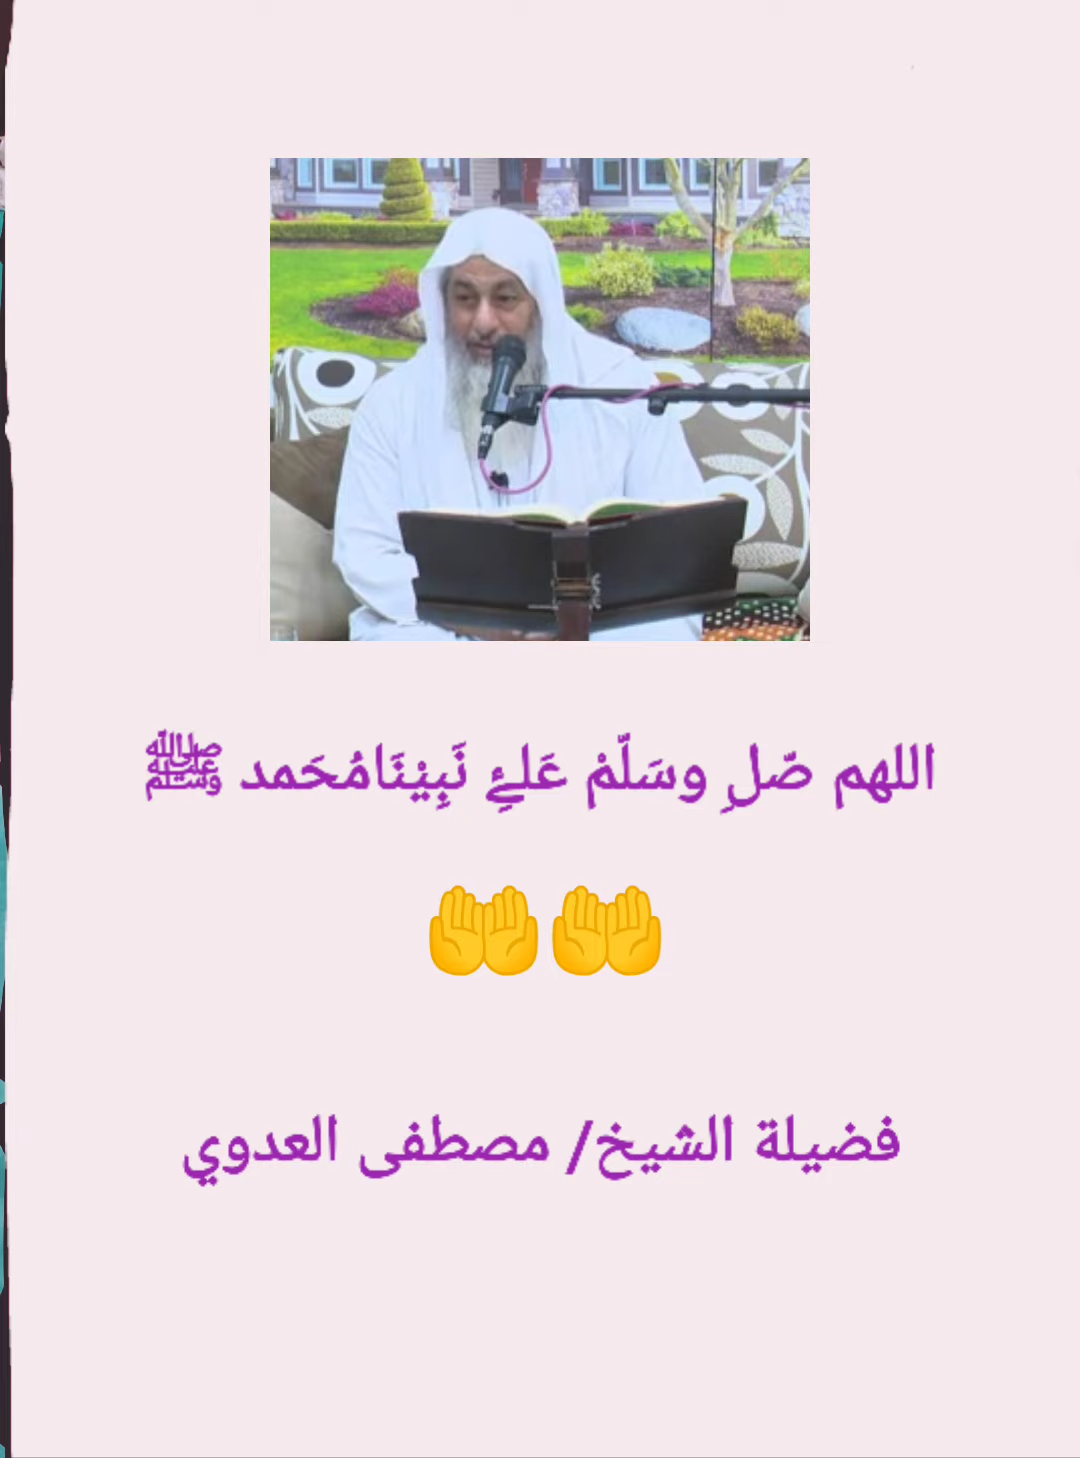 اللهم صّلِ وسَلّمْ عَلىِٰ نَبِيْنَامُحَمد ﷺ
🤲🤲
فضيلة الشيخ/ مصطفى العدوي